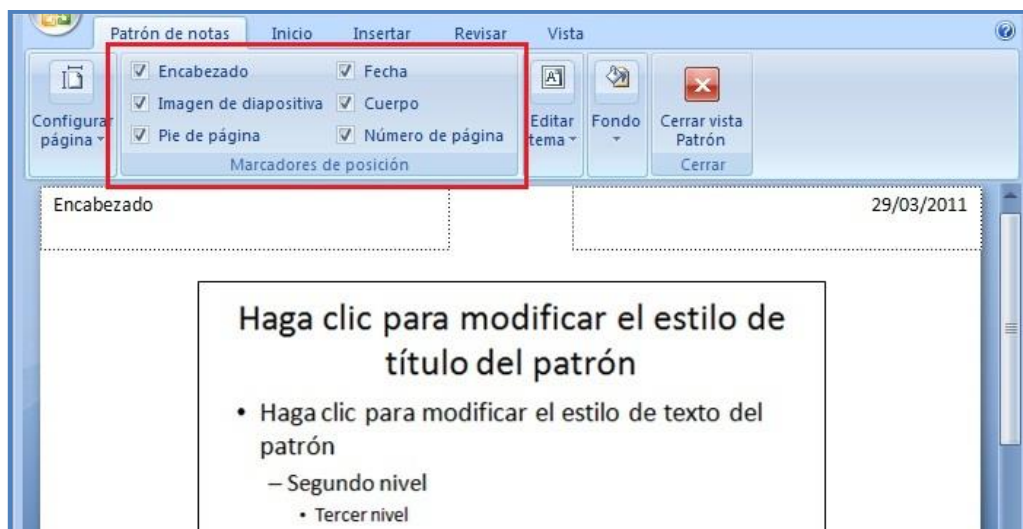 Patrón de notas Inicio Insertar Revisar Vista
Encabezado Fecha
Imagen de diapositiva Cuerpo
Pie de página Número de página
Marcadores de posición
Configurar
página
Editar
tema
Fondo
Cerrar vista
Patrón
Cerrar
Encabezado 29/03/2011
Haga clic para modificar el estilo de
título del patrón
• Haga clic para modificar el estilo de texto del
patrón
– Segundo nivel
• Tercer nivel